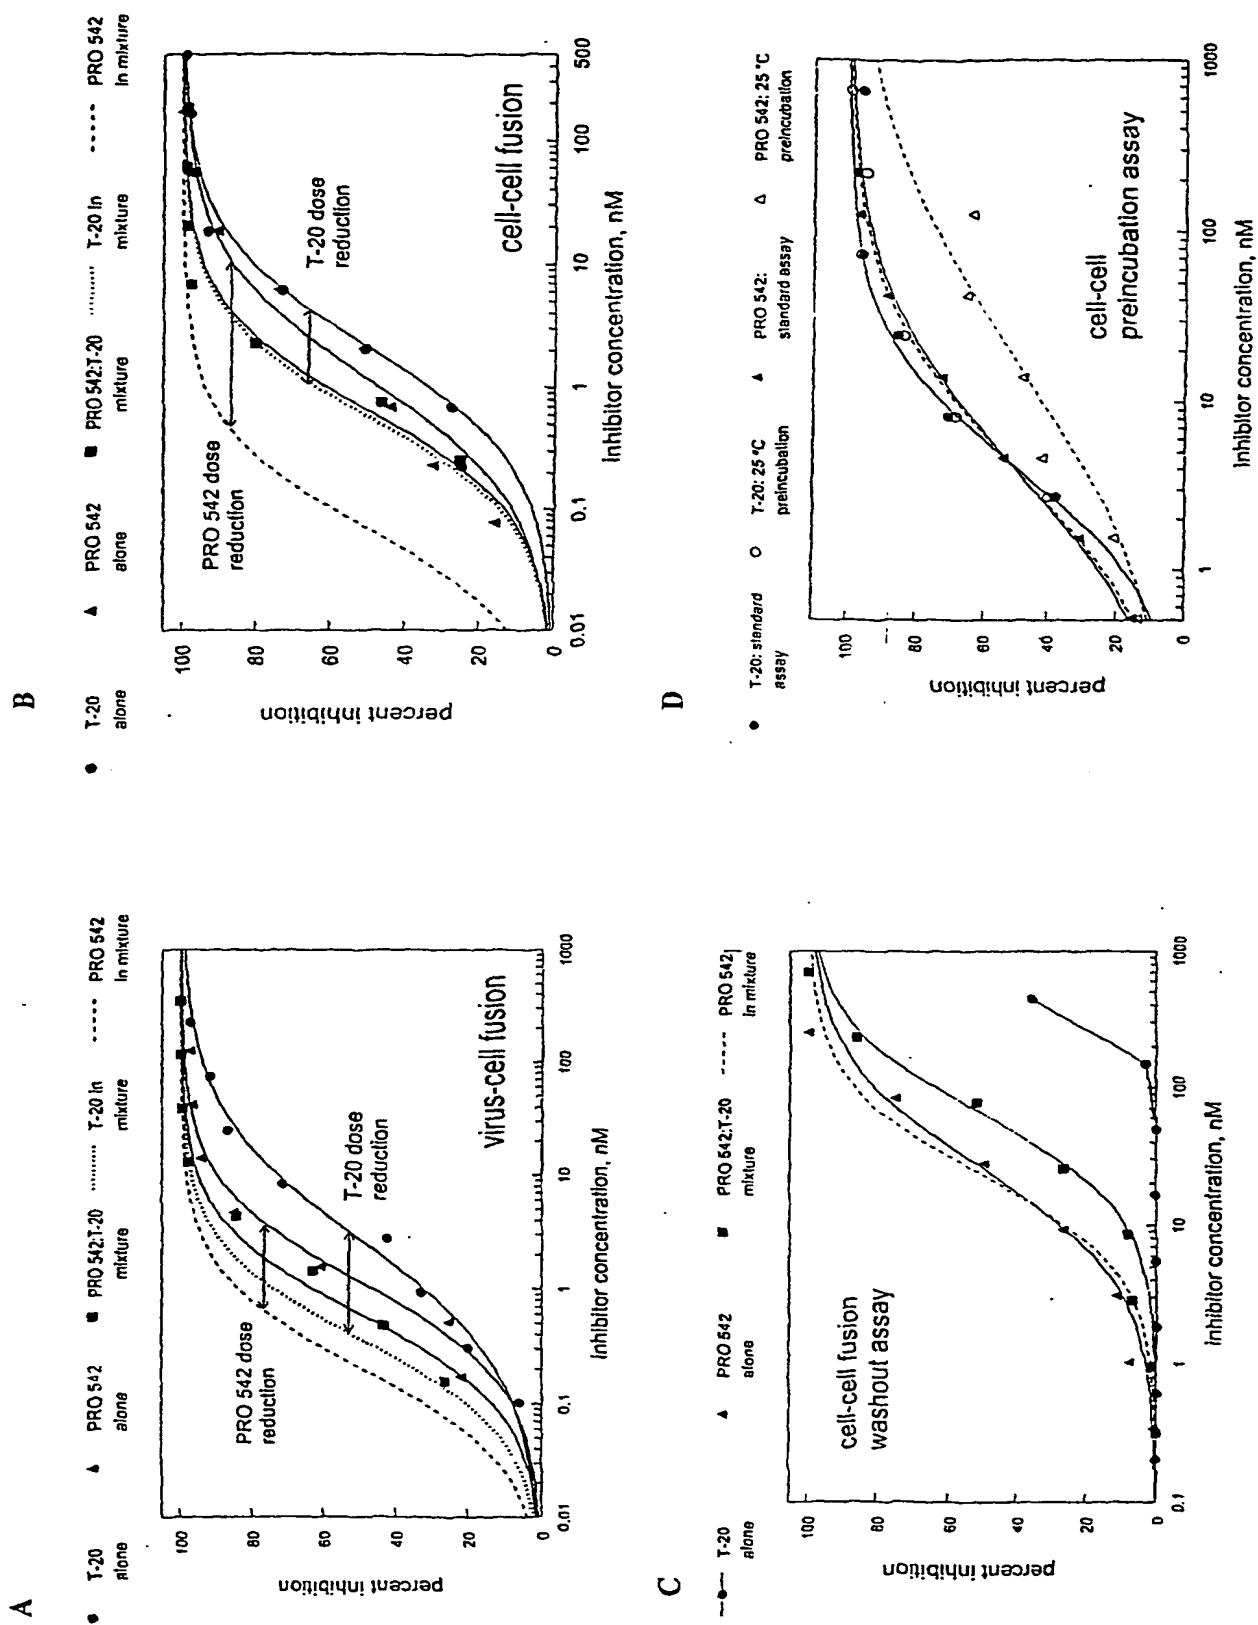 A
T-20 alone
PRO 542 alone
PRO 542:T-20 mixture
T-20 in mixture
PRO 542 in mixture
percent inhibition
100
80
60
40
20
0
PRO 542 dose reduction
T-20 dose reduction
virus-cell fusion
0.01
0.1
1
10
100
1000
Inhibitor concentration, nM
B
T-20 alone
PRO 542 alone
PRO 542:T-20 mixture
T-20 in mixture
PRO 542 in mixture
percent inhibition
100
80
60
40
20
0
PRO 542 dose reduction
T-20 dose reduction
cell-cell fusion
0.01
0.1
1
10
100
500
Inhibitor concentration, nM
C
T-20 alone
PRO 542 alone
PRO 542:T-20 mixture
PRO 542 in mixture
percent inhibition
100
80
60
40
20
0
cell-cell fusion
washout assay
0.1
1
10
100
1000
Inhibitor concentration, nM
D
T-20: standard assay
T-20: 25 °C preincubation
PRO 542: standard assay
PRO 542: 25 °C preincubation
percent inhibition
100
80
60
40
20
0
cell-cell
preincubation assay
1
10
100
1000
Inhibitor concentration, nM